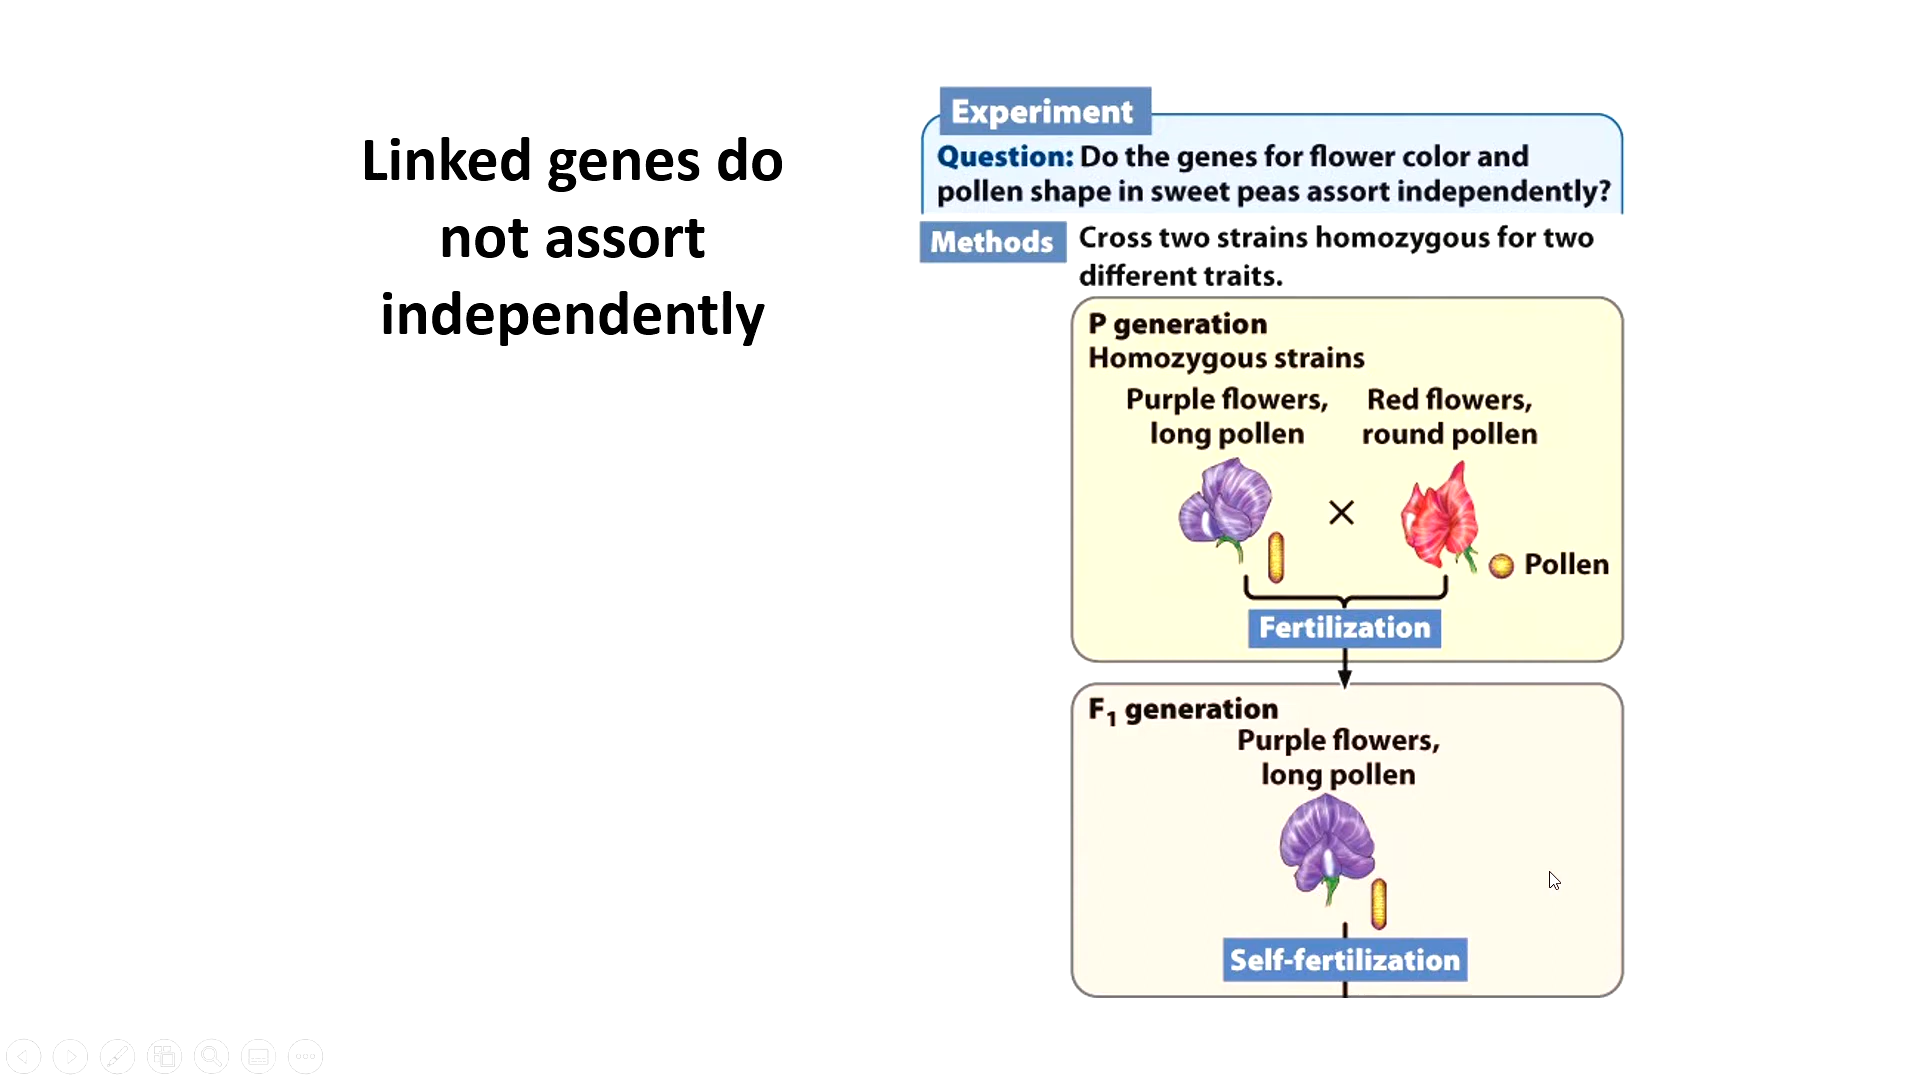 Linked genes do
not assort
independently
Experiment
Question: Do the genes for flower color and
pollen shape in sweet peas assort independently?
Methods
Cross two strains homozygous for two
different traits.
P generation
Homozygous strains
Purple flowers,
long pollen
Red flowers,
round pollen
×
Pollen
Fertilization
F₁ generation
Purple flowers,
long pollen
Self-fertilization